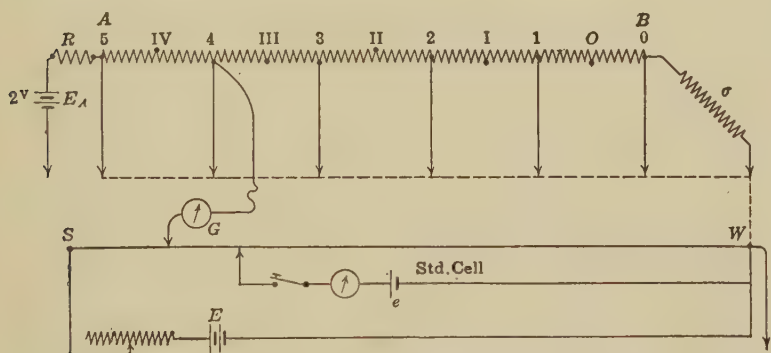 A B
R 5 IV 4 III 3 II 2 I 1 O 0
2V E_A σ
G
S W
Std. Cell
e
E